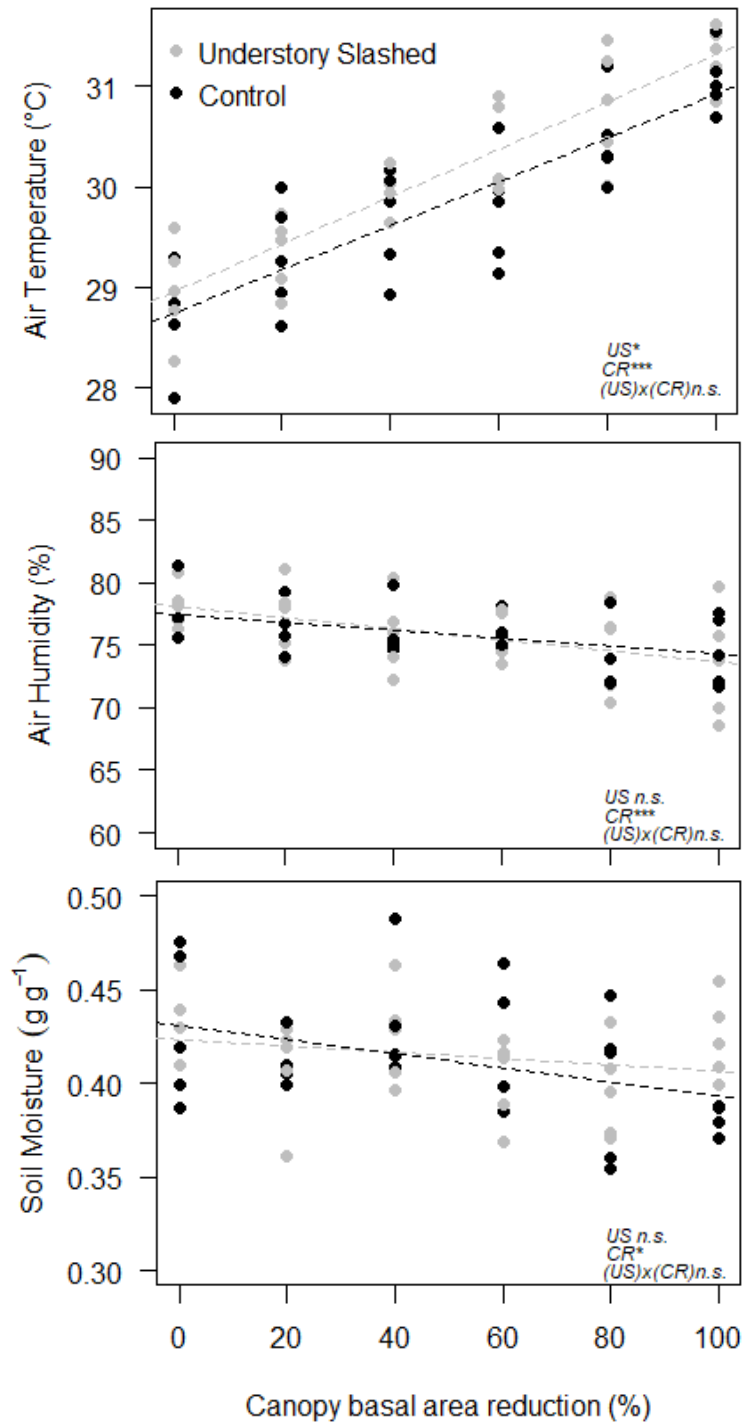 Understory Slashed
Control
Air Temperature (°C)
31
30
29
28
US*
CR***
(US)x(CR)n.s.
Air Humidity (%)
90
85
80
75
70
65
60
US n.s.
CR***
(US)x(CR)n.s.
Soil Moisture (g g⁻¹)
0.50
0.45
0.40
0.35
0.30
US n.s.
CR*
(US)x(CR)n.s.
0 20 40 60 80 100
Canopy basal area reduction (%)